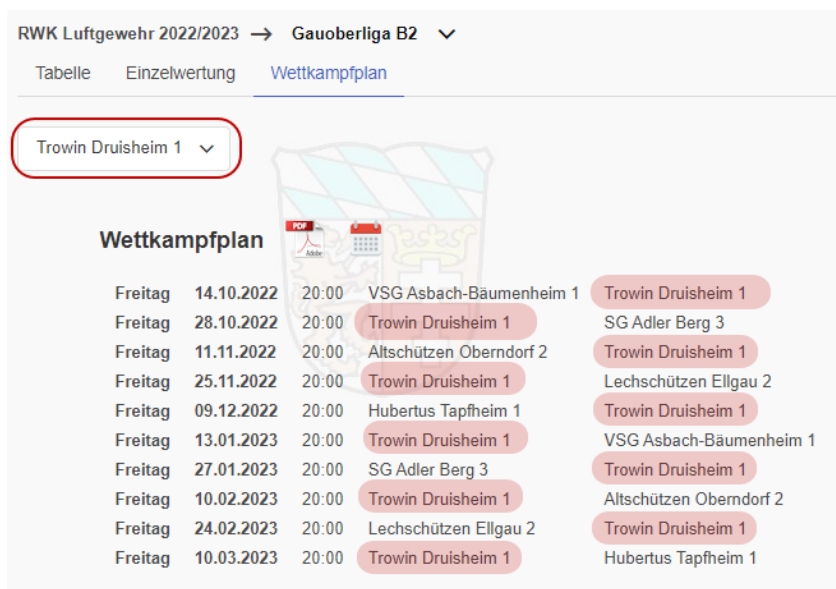 RWK Luftgewehr 2022/2023 → Gauoberliga B2
Tabelle Einzelwertung Wettkampfplan
Trowin Druisheim 1
Wettkampfplan PDF Adobe
Freitag 14.10.2022 20:00 VSG Asbach-Bäumenheim 1 Trowin Druisheim 1
Freitag 28.10.2022 20:00 Trowin Druisheim 1 SG Adler Berg 3
Freitag 11.11.2022 20:00 Altschützen Oberndorf 2 Trowin Druisheim 1
Freitag 25.11.2022 20:00 Trowin Druisheim 1 Lechschützen Ellgau 2
Freitag 09.12.2022 20:00 Hubertus Tapfheim 1 Trowin Druisheim 1
Freitag 13.01.2023 20:00 Trowin Druisheim 1 VSG Asbach-Bäumenheim 1
Freitag 27.01.2023 20:00 SG Adler Berg 3 Trowin Druisheim 1
Freitag 10.02.2023 20:00 Trowin Druisheim 1 Altschützen Oberndorf 2
Freitag 24.02.2023 20:00 Lechschützen Ellgau 2 Trowin Druisheim 1
Freitag 10.03.2023 20:00 Trowin Druisheim 1 Hubertus Tapfheim 1